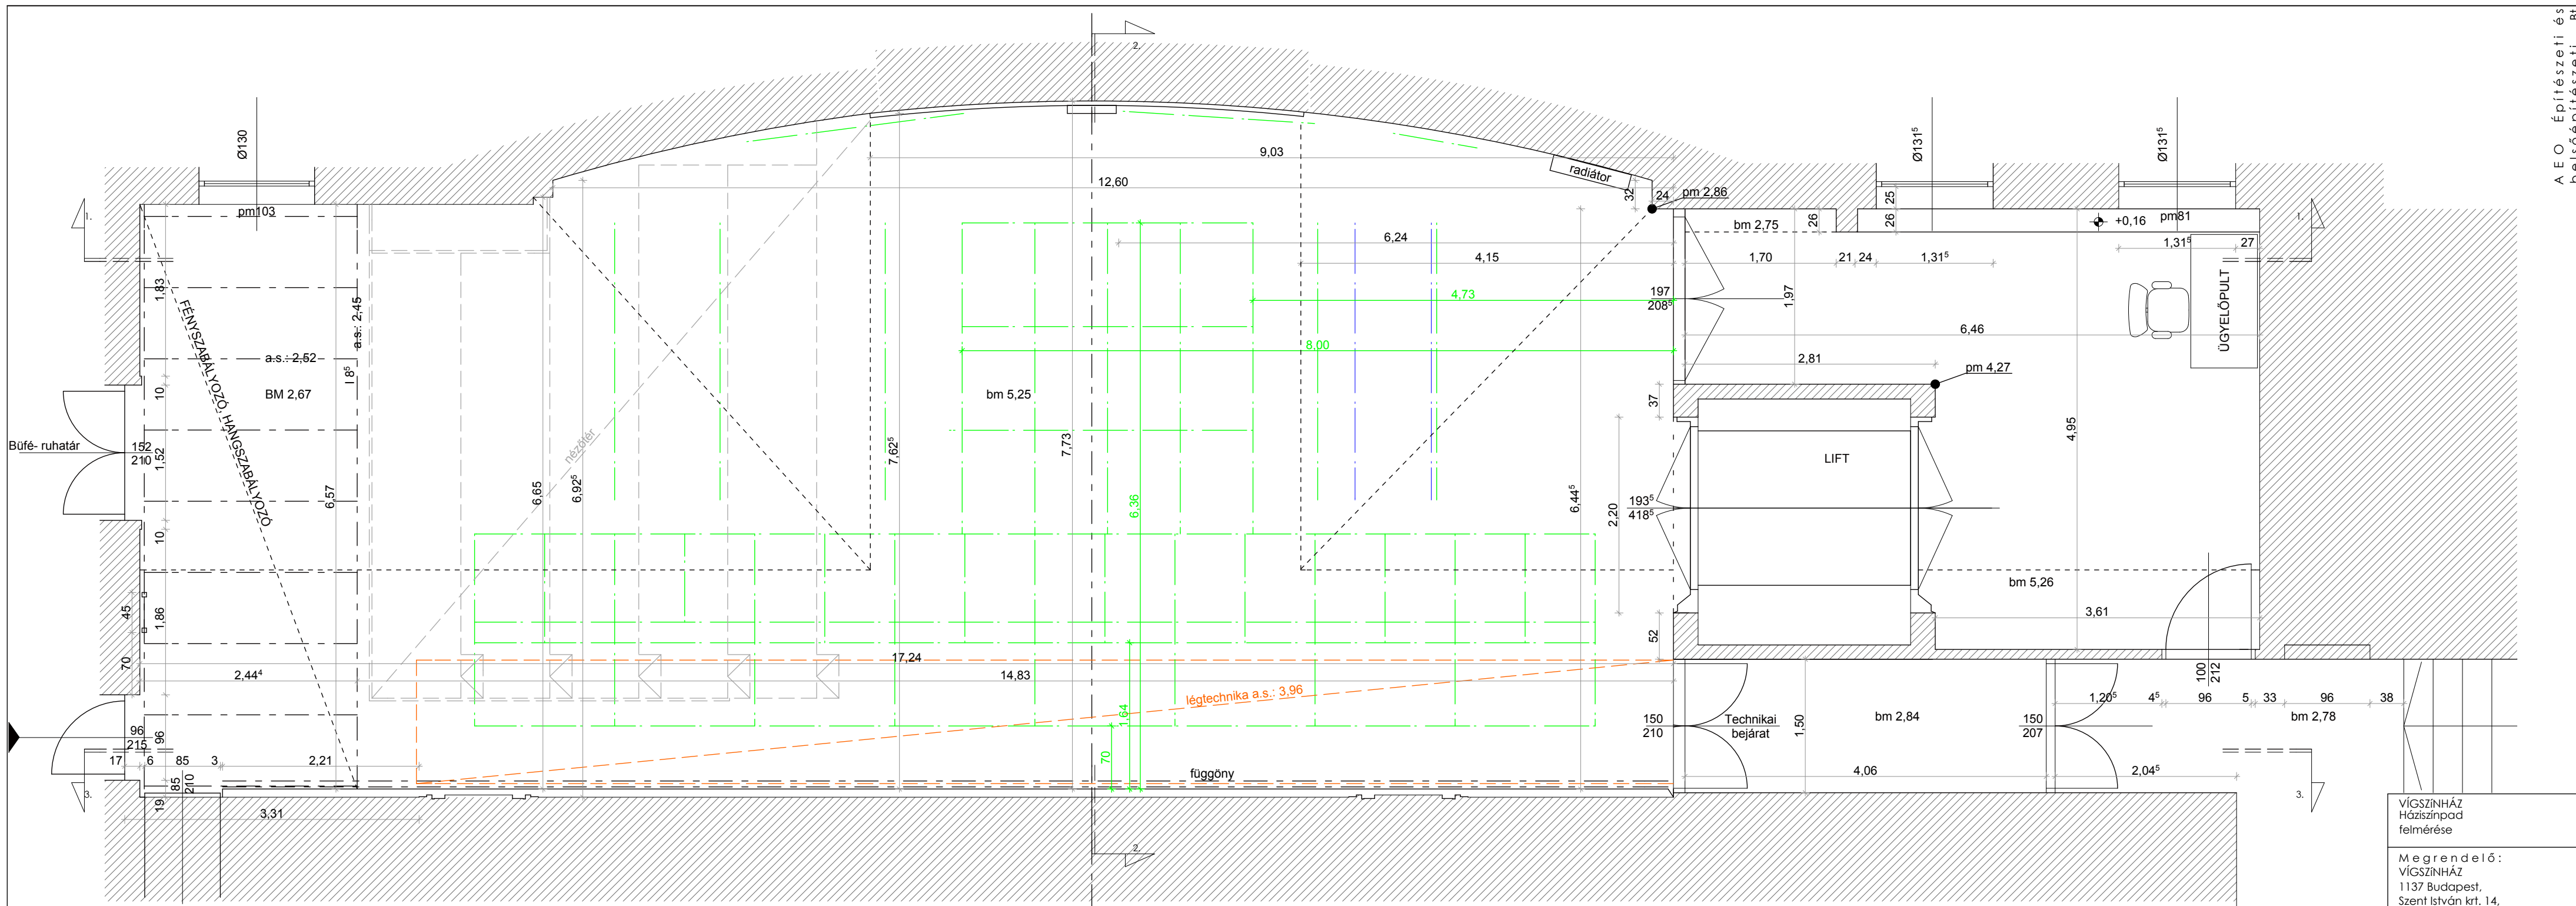 A E O Építészeti és
belsőépítészeti Bt
2.
Ø130
Ø131⁵
Ø131⁵
9,03
radiátor
12,60
32
24
pm 2,86
25
26
26
1.
pm103
bm 2,75
+0,16
pm81
1.
6,24
1,31⁵
27
4,15
1,70
21
24
1,31⁵
1,83
FÉNYSZABÁLYOZÓ, HANGSZABÁLYOZÓ
a.s.: 2,45
4,73
197
208⁵
1,97
ÜGYELŐPULT
6,46
8,00
a.s.: 2,52
2,81
pm 4,27
I 8⁵
10
BM 2,67
bm 5,25
37
4,95
nézőtér
Büfé- ruhatár
152
210
1,52
7,62⁵
7,73
LIFT
6,57
6,65
6,92⁵
6,36
6,44⁵
193⁵
418⁵
2,20
10
bm 5,26
45
1,86
3,61
52
70
17,24
2,44⁴
14,83
100
212
légtechnika a.s.: 3,96
1,20⁵
4⁵
96
5
33
96
38
1,64
150
210
Technikai
bejárat
bm 2,84
150
207
bm 2,78
1,50
96
215
96
70
17
6
85
3
2,21
85
210
függöny
4,06
2,04⁵
3.
19
3,31
3.
2.
VÍGSZíNHÁZ
Háziszínpad
felmérése
Megrendelő:
VÍGSZíNHÁZ
1137 Budapest,
Szent István krt. 14,